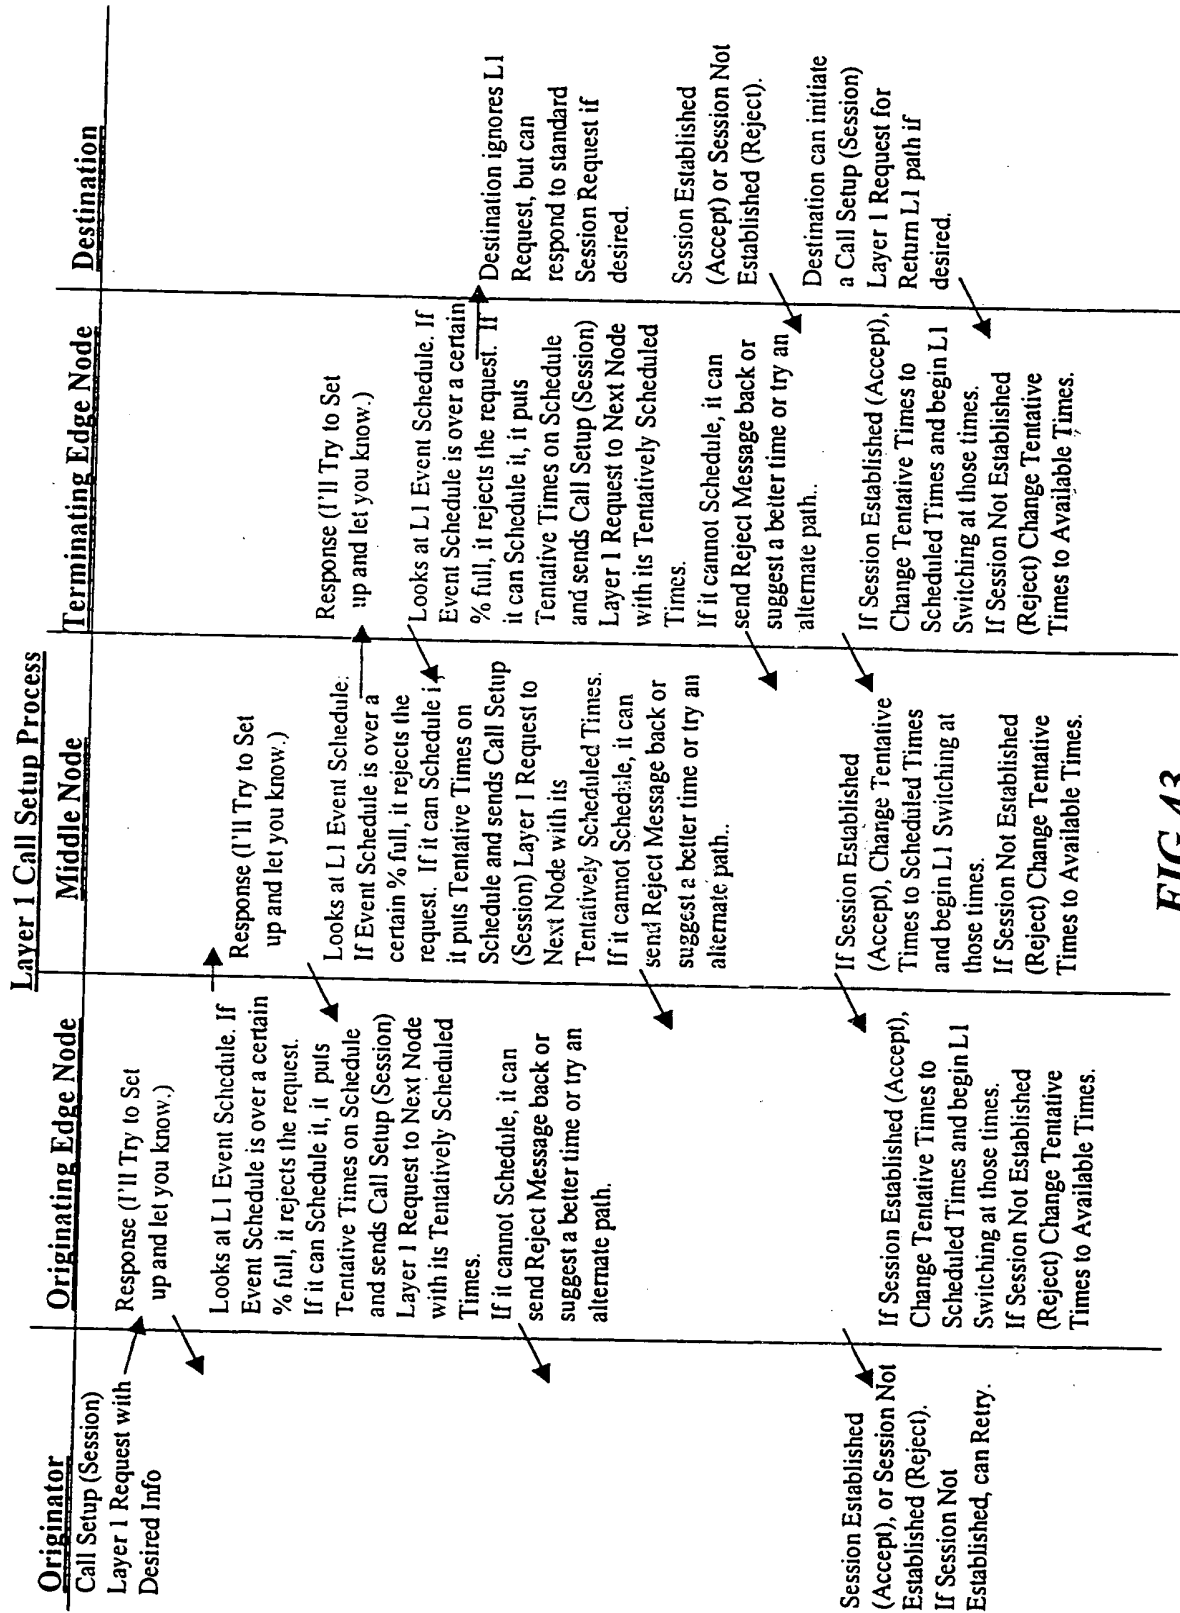 Layer 1 Call Setup Process
Originator
Originating Edge Node
Middle Node
Terminating Edge Node
Destination
Call Setup (Session)
Layer 1 Request with
Desired Info
Response (I'll Try to Set
up and let you know.)
Looks at L1 Event Schedule. If
Event Schedule is over a certain
% full, it rejects the request.
If it can Schedule it, it puts
Tentative Times on Schedule
and sends Call Setup (Session)
Layer 1 Request to Next Node
with its Tentatively Scheduled
Times.
If it cannot Schedule, it can
send Reject Message back or
suggest a better time or try an
alternate path.
Response (I'll Try to Set
up and let you know.)
Looks at L1 Event Schedule:
If Event Schedule is over a
certain % full, it rejects the
request. If it can Schedule it,
it puts Tentative Times on
Schedule and sends Call Setup
(Session) Layer 1 Request to
Next Node with its
Tentatively Scheduled Times.
If it cannot Schedule, it can
send Reject Message back or
suggest a better time or try an
alternate path..
Response (I'll Try to Set
up and let you know.)
Looks at L1 Event Schedule. If
Event Schedule is over a certain
% full, it rejects the request. If
it can Schedule it, it puts
Tentative Times on Schedule
and sends Call Setup (Session)
Layer 1 Request to Next Node
with its Tentatively Scheduled
Times.
If it cannot Schedule, it can
send Reject Message back or
suggest a better time or try an
alternate path..
Destination ignores L1
Request, but can
respond to standard
Session Request if
desired.
Session Established
(Accept) or Session Not
Established (Reject).
Destination can initiate
a Call Setup (Session)
Layer 1 Request for
Return L1 path if
desired.
If Session Established (Accept),
Change Tentative Times to
Scheduled Times and begin L1
Switching at those times.
If Session Not Established
(Reject) Change Tentative
Times to Available Times.
If Session Established
(Accept), Change Tentative
Times to Scheduled Times
and begin L1 Switching at
those times.
If Session Not Established
(Reject) Change Tentative
Times to Available Times.
If Session Established (Accept),
Change Tentative Times to
Scheduled Times and begin L1
Switching at those times.
If Session Not Established
(Reject) Change Tentative
Times to Available Times.
Session Established
(Accept), or Session Not
Established (Reject).
If Session Not
Established, can Retry.
FIG 43